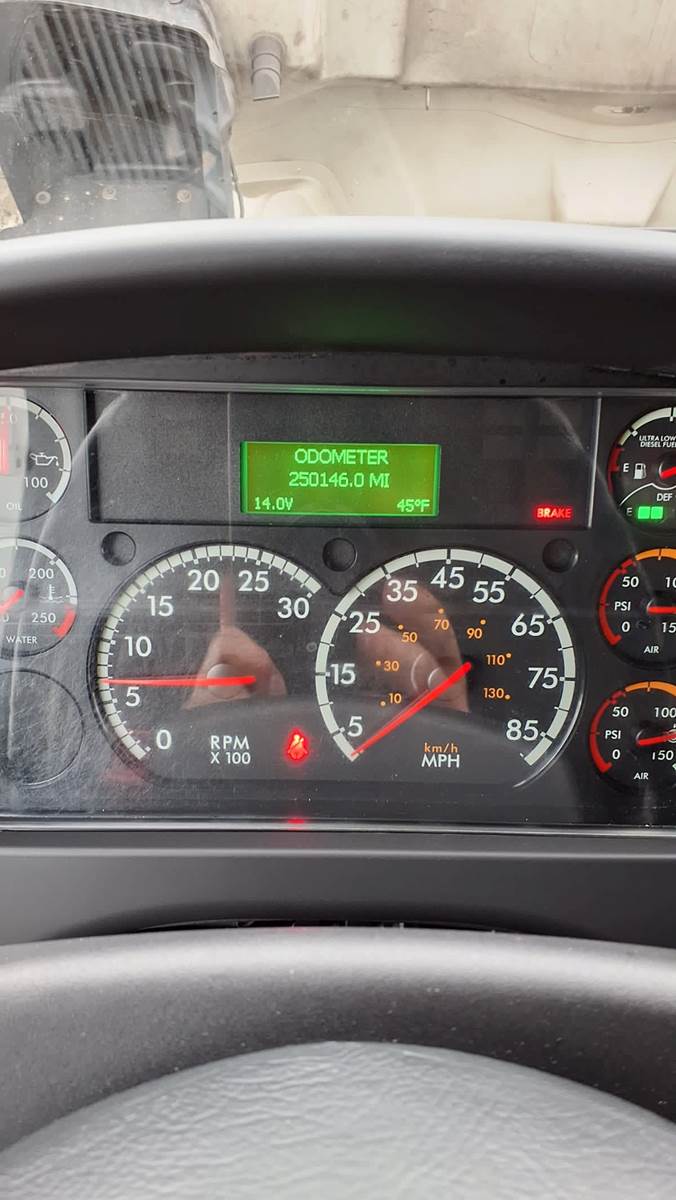 ODOMETER
250146.0 MI
14.0V 45°F
BRAKE
100
OIL
ULTRA LOW
DIESEL FUEL
E
DEF
E
200
250
WATER
0 5 10 15 20 25 30
RPM
X 100
5 15 25 35 45 55 65 75 85
10 30 50 70 90 110 130
km/h
MPH
50
PSI
0
AIR
50 100
PSI
0 150
AIR